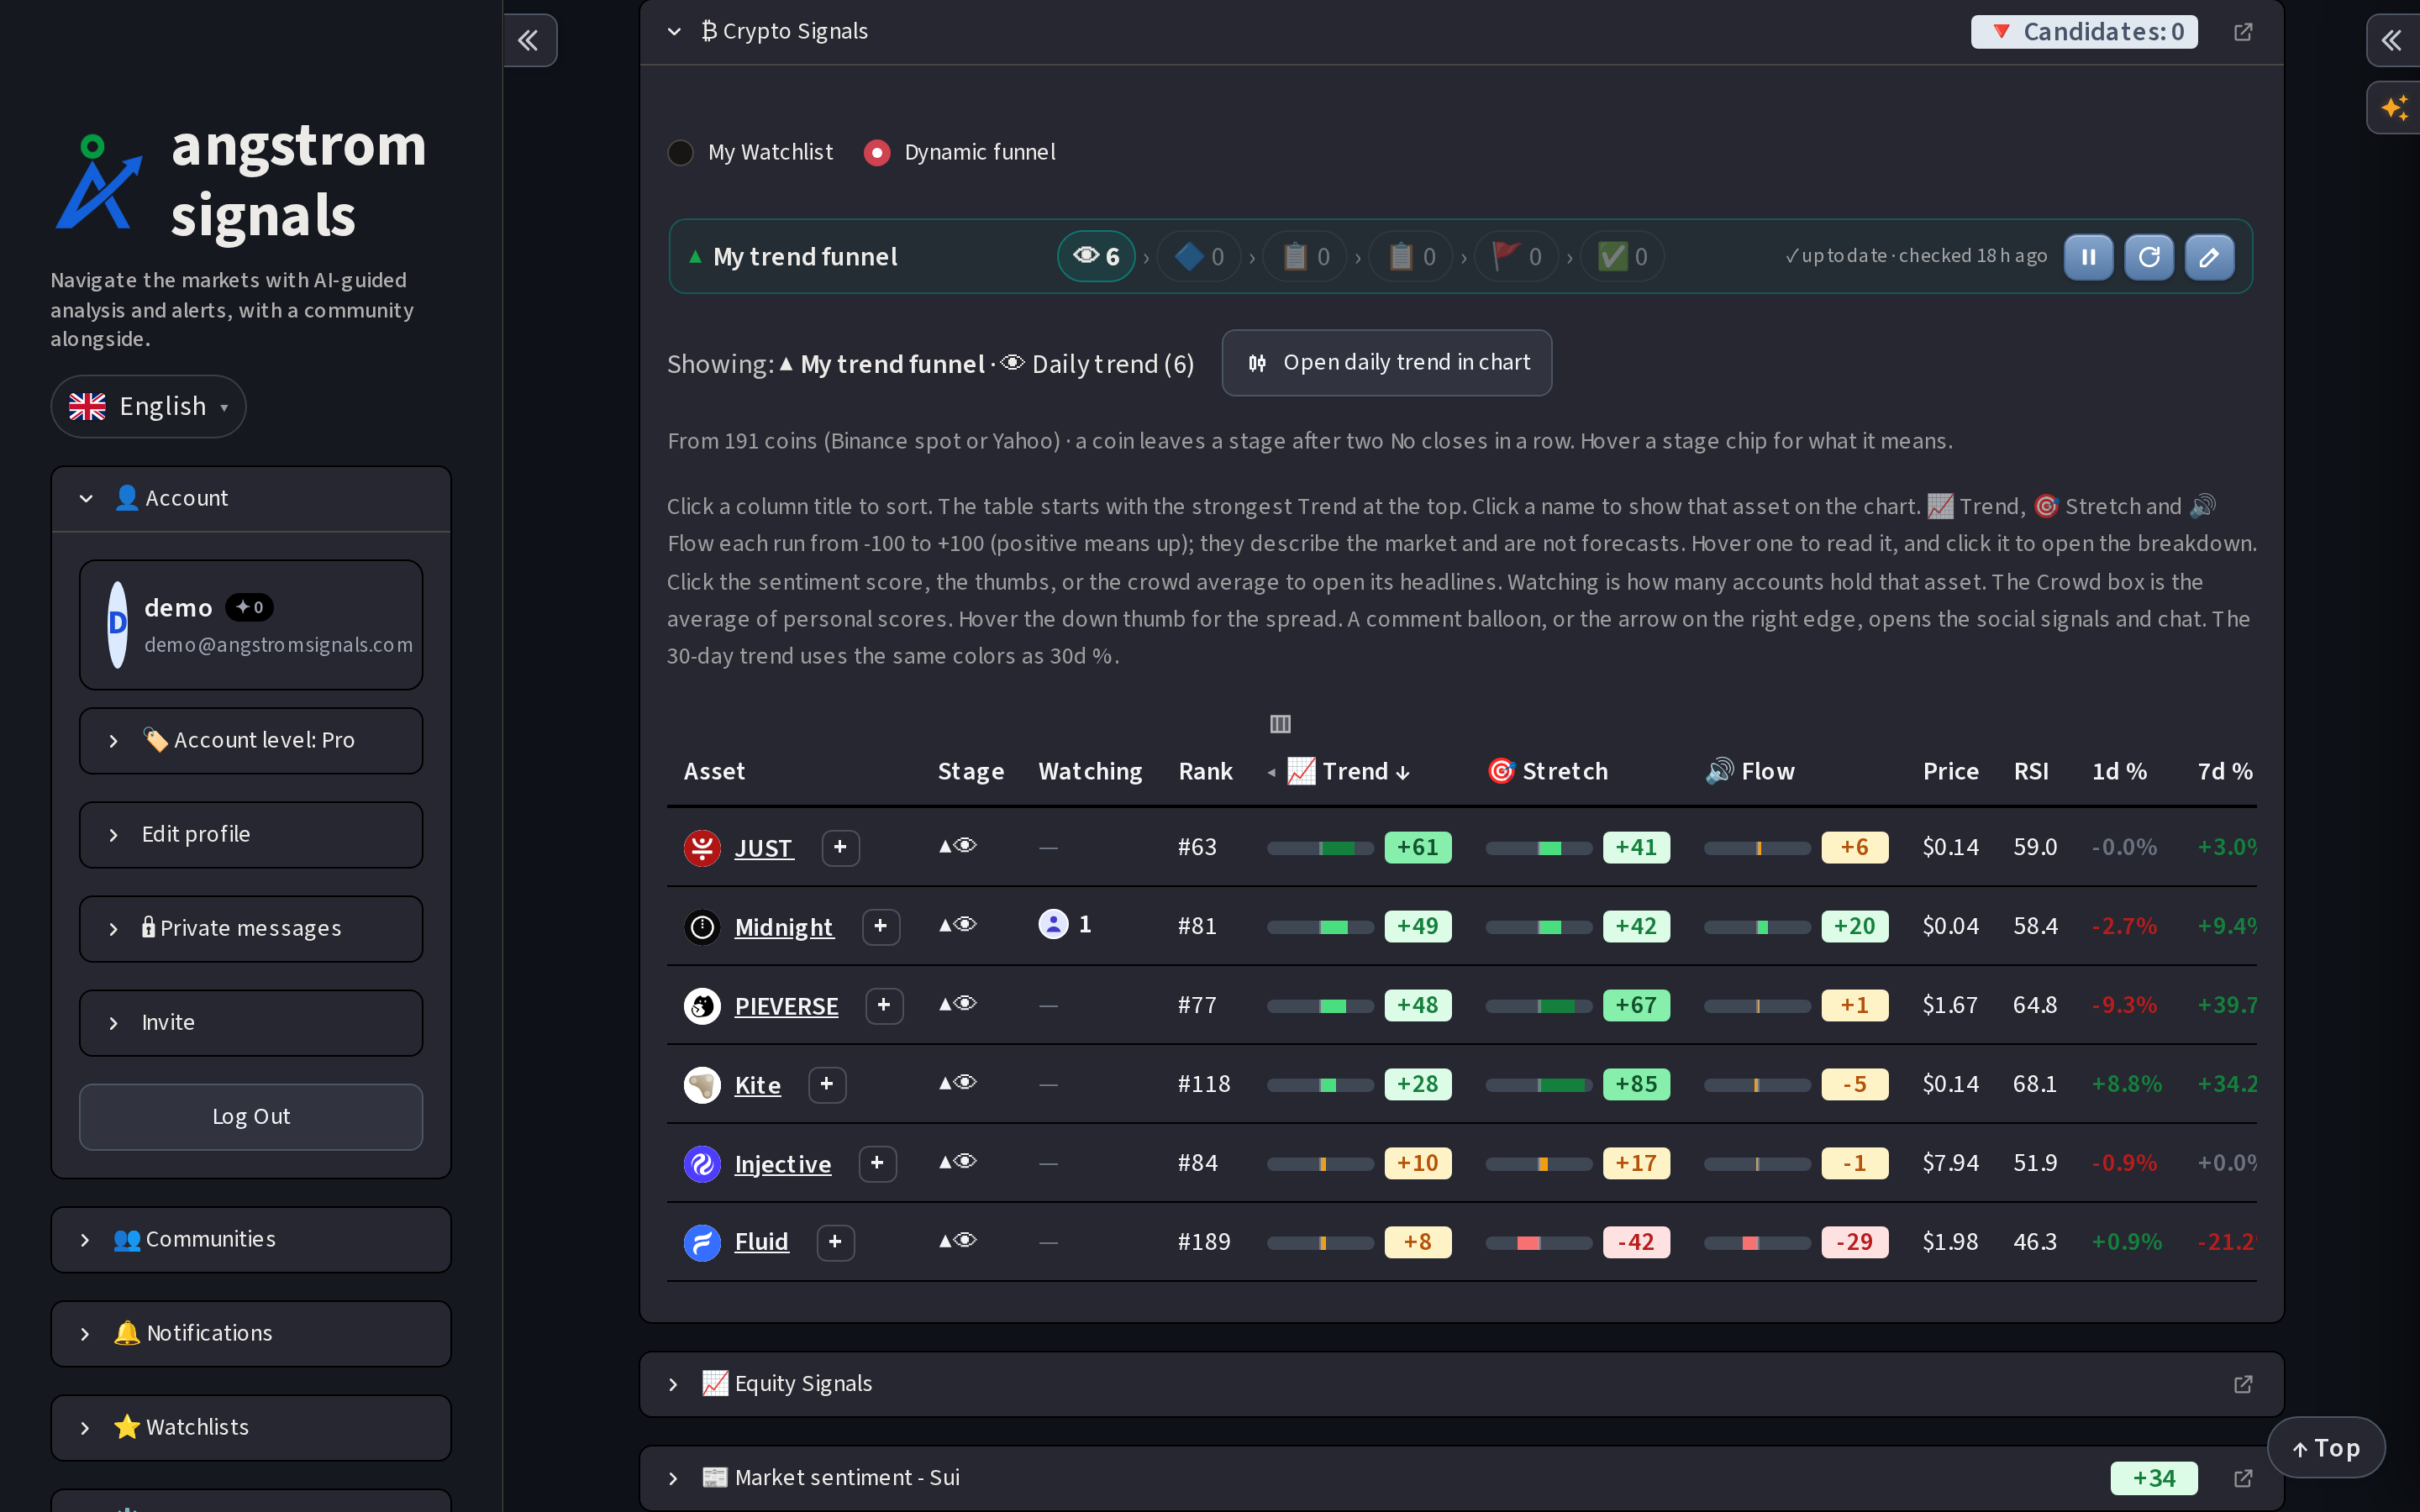 angstrom
signals
Navigate the markets with AI-guided
analysis and alerts, with a community
alongside.
English
Account
D
demo
✦ 0
demo@angstromsignals.com
Account level: Pro
Edit profile
Private messages
Invite
Log Out
Communities
Notifications
Watchlists
₿ Crypto Signals
Candidates: 0
My Watchlist
Dynamic funnel
▲ My trend funnel
6 › 0 › 0 › 0 › 0 › 0
✓ up to date · checked 18 h ago
Showing: ▲ My trend funnel · 👁 Daily trend (6)
Open daily trend in chart
From 191 coins (Binance spot or Yahoo) · a coin leaves a stage after two No closes in a row. Hover a stage chip for what it means.
Click a column title to sort. The table starts with the strongest Trend at the top. Click a name to show that asset on the chart. 📈 Trend, 🎯 Stretch and 🔊
Flow each run from -100 to +100 (positive means up); they describe the market and are not forecasts. Hover one to read it, and click it to open the breakdown.
Click the sentiment score, the thumbs, or the crowd average to open its headlines. Watching is how many accounts hold that asset. The Crowd box is the
average of personal scores. Hover the down thumb for the spread. A comment balloon, or the arrow on the right edge, opens the social signals and chat. The
30-day trend uses the same colors as 30d %.
Asset Stage Watching Rank 📈 Trend ↓ 🎯 Stretch 🔊 Flow Price RSI 1d % 7d %
JUST + — #63 +61 +41 +6 $0.14 59.0 -0.0% +3.0%
Midnight + 1 #81 +49 +42 +20 $0.04 58.4 -2.7% +9.4%
PIEVERSE + — #77 +48 +67 +1 $1.67 64.8 -9.3% +39.7
Kite + — #118 +28 +85 -5 $0.14 68.1 +8.8% +34.2
Injective + — #84 +10 +17 -1 $7.94 51.9 -0.9% +0.0%
Fluid + — #189 +8 -42 -29 $1.98 46.3 +0.9% -21.2
Equity Signals
Market sentiment - Sui
+34
↑ Top